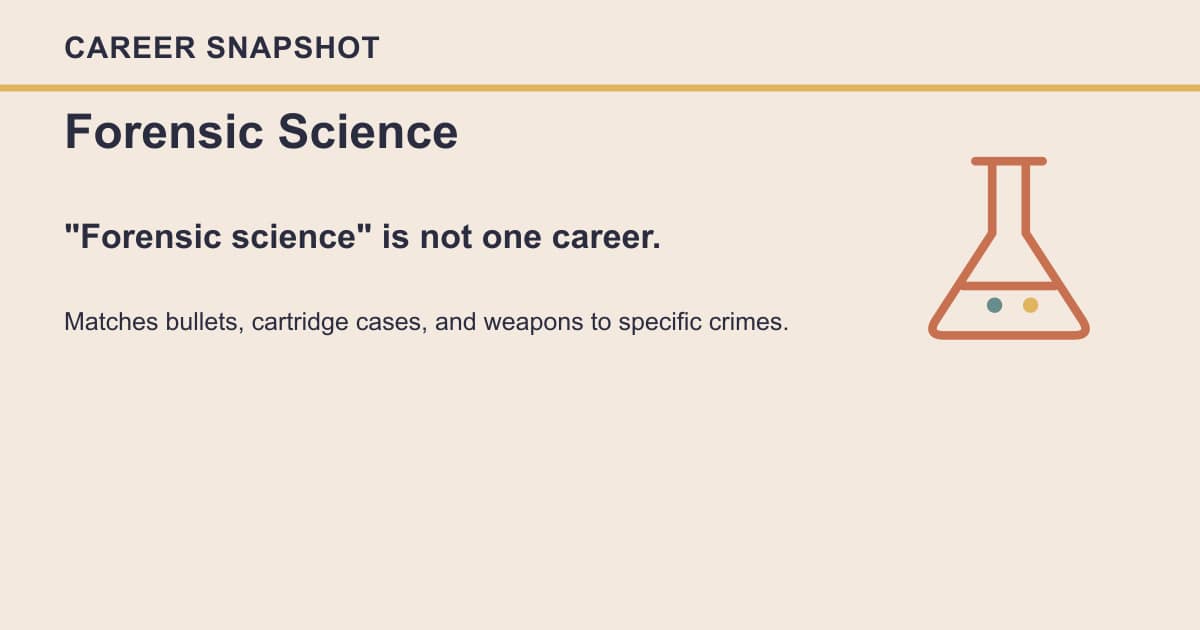 CAREER SNAPSHOT
Forensic Science
"Forensic science" is not one career.
Matches bullets, cartridge cases, and weapons to specific crimes.